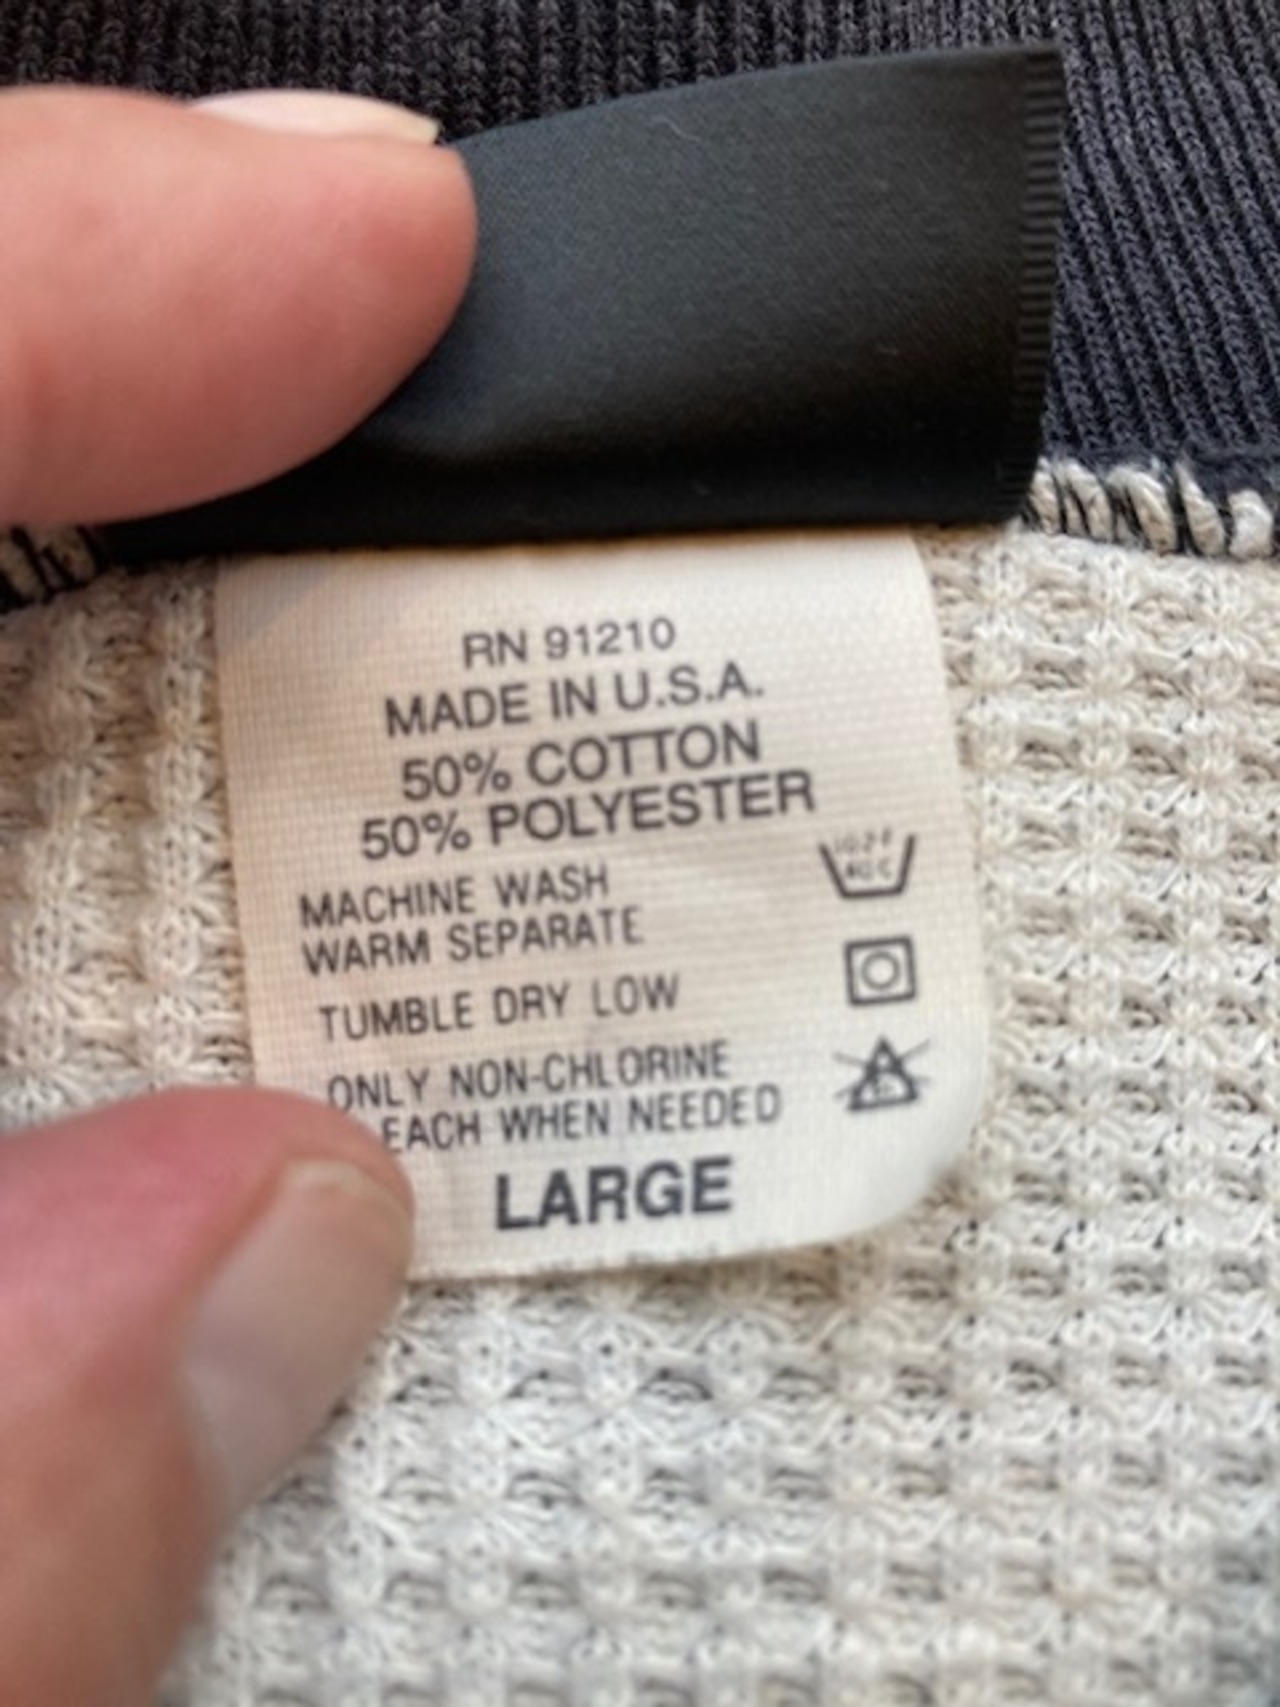 RN 91210
MADE IN U.S.A.
50% COTTON
50% POLYESTER
MACHINE WASH
WARM SEPARATE
TUMBLE DRY LOW
ONLY NON-CHLORINE
EACH WHEN NEEDED
LARGE